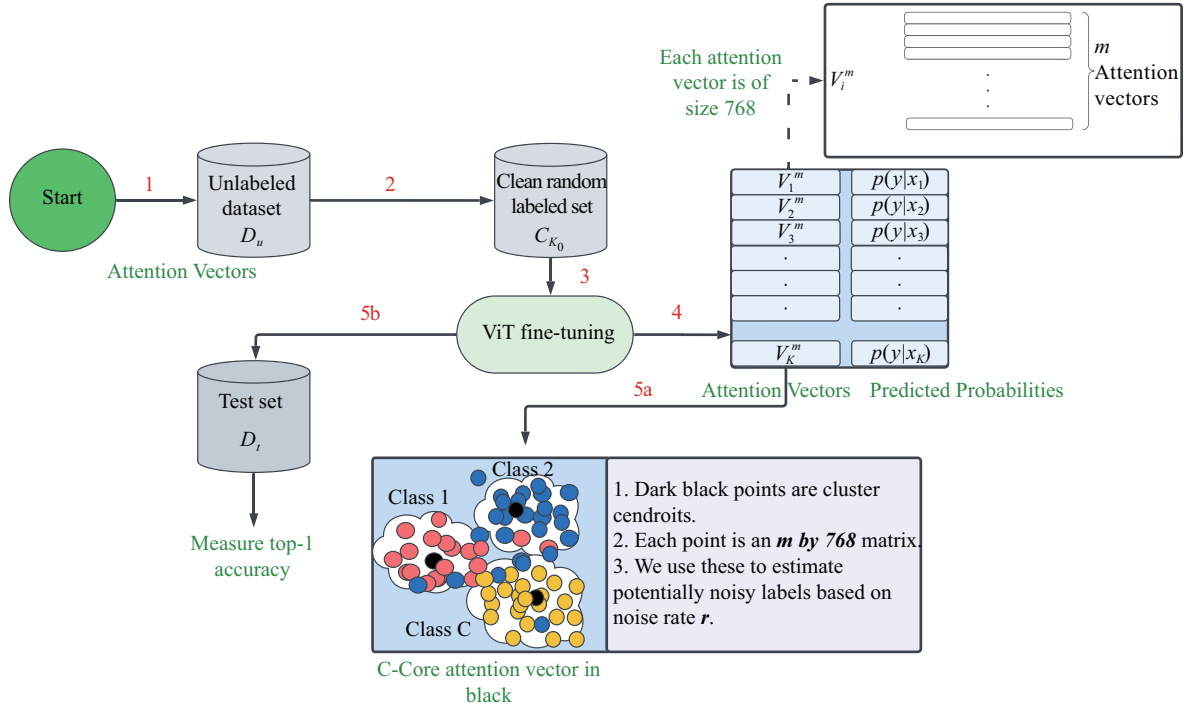 Start
1
Unlabeled
dataset
D_u
Attention Vectors
2
Clean random
labeled set
C_{K_0}
3
ViT fine-tuning
4
5b
Test set
D_t
Measure top-1
accuracy
Each attention
vector is of
size 768
V_i^m
m
Attention
vectors
V_1^m p(y|x_1)
V_2^m p(y|x_2)
V_3^m p(y|x_3)
V_K^m p(y|x_K)
Attention Vectors Predicted Probabilities
5a
Class 1
Class 2
Class C
1. Dark black points are cluster
cendroits.
2. Each point is an m by 768 matrix.
3. We use these to estimate
potentially noisy labels based on
noise rate r.
C-Core attention vector in
black